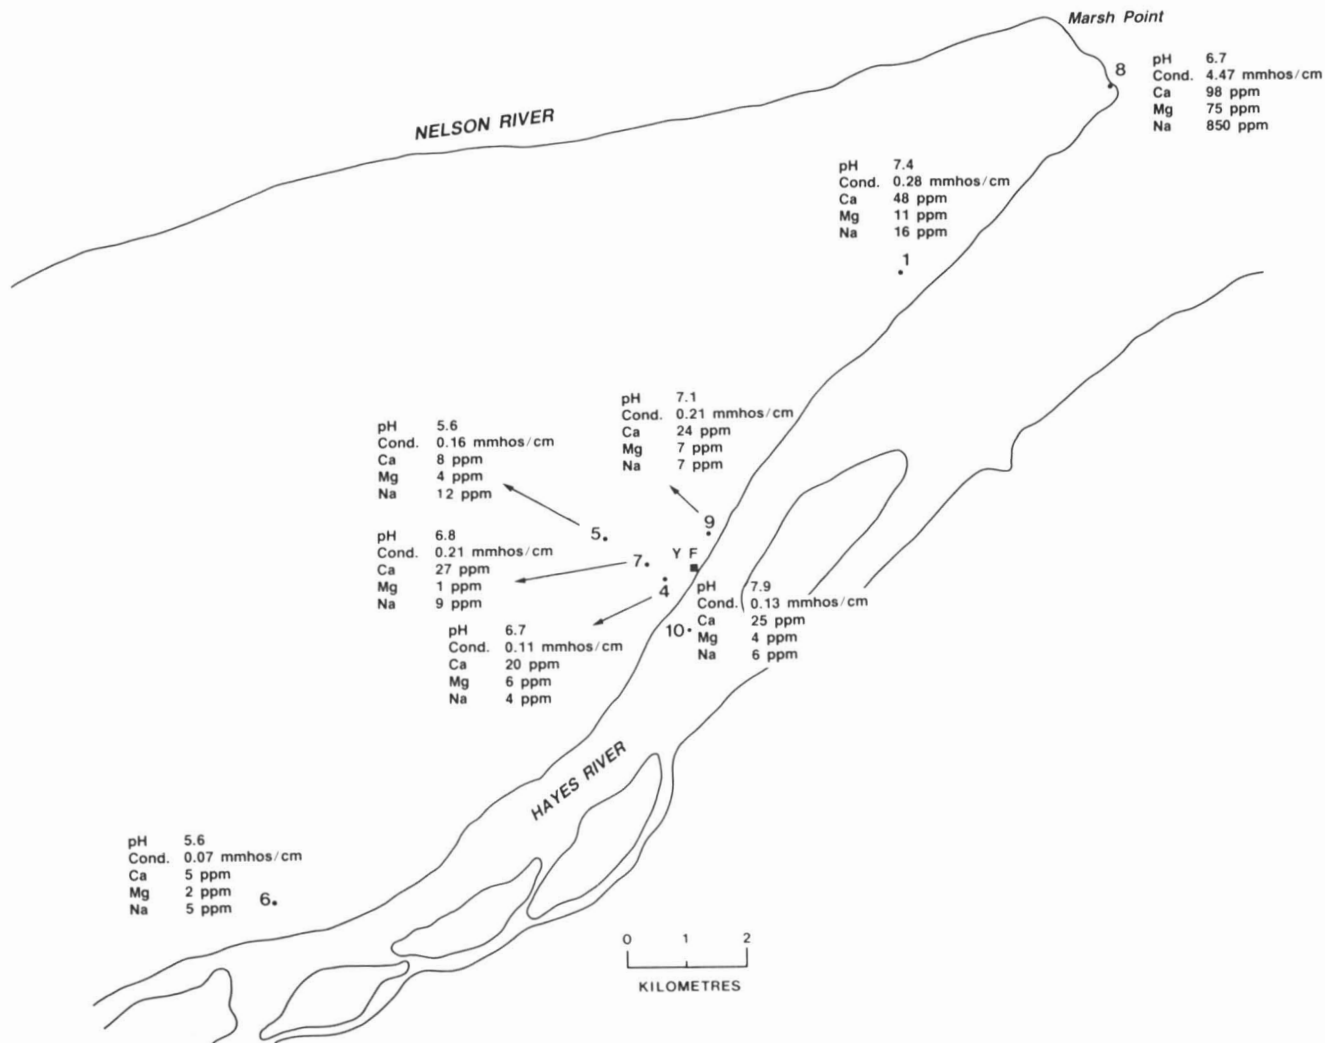 Marsh Point
8
pH 6.7
Cond. 4.47 mmhos/cm
Ca 98 ppm
Mg 75 ppm
Na 850 ppm
NELSON RIVER
pH 7.4
Cond. 0.28 mmhos/cm
Ca 48 ppm
Mg 11 ppm
Na 16 ppm
1
pH 7.1
Cond. 0.21 mmhos/cm
Ca 24 ppm
Mg 7 ppm
Na 7 ppm
9
pH 5.6
Cond. 0.16 mmhos/cm
Ca 8 ppm
Mg 4 ppm
Na 12 ppm
5
pH 6.8
Cond. 0.21 mmhos/cm
Ca 27 ppm
Mg 1 ppm
Na 9 ppm
7
Y F
4
pH 7.9
Cond. 0.13 mmhos/cm
Ca 25 ppm
Mg 4 ppm
Na 6 ppm
10
pH 6.7
Cond. 0.11 mmhos/cm
Ca 20 ppm
Mg 6 ppm
Na 4 ppm
HAYES RIVER
pH 5.6
Cond. 0.07 mmhos/cm
Ca 5 ppm
Mg 2 ppm
Na 5 ppm
6
0 1 2
KILOMETRES